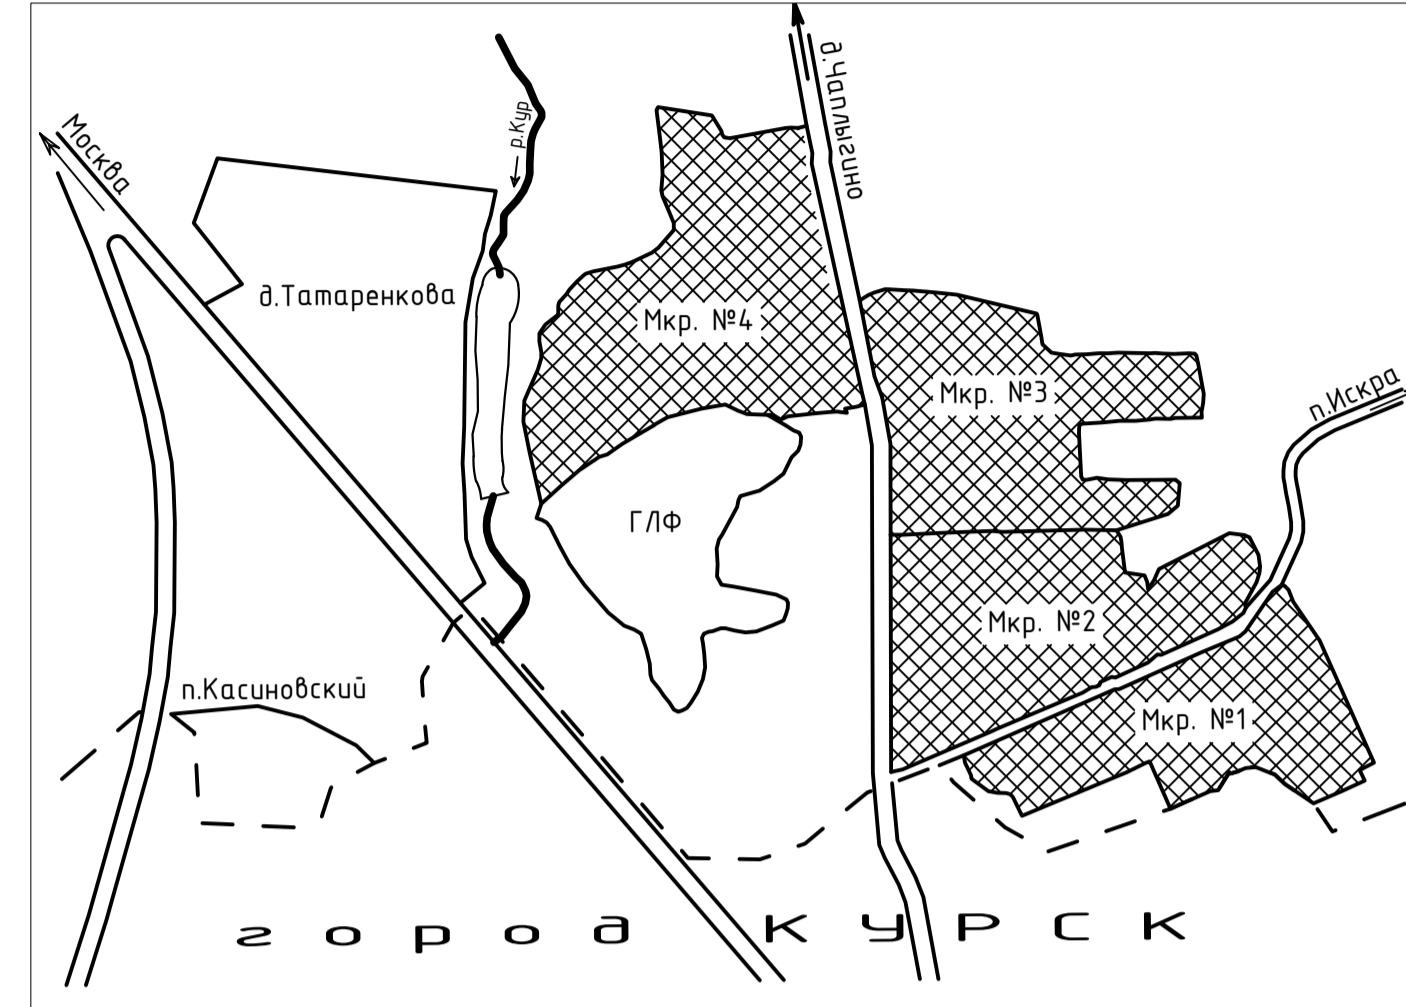 Москва
р.Кур
д.Чаплыгино
д.Татаренкова
Мкр. №4
Мкр. №3
п.Искра
ГЛФ
Мкр. №2
п.Касиновский
Мкр. №1
город Курск